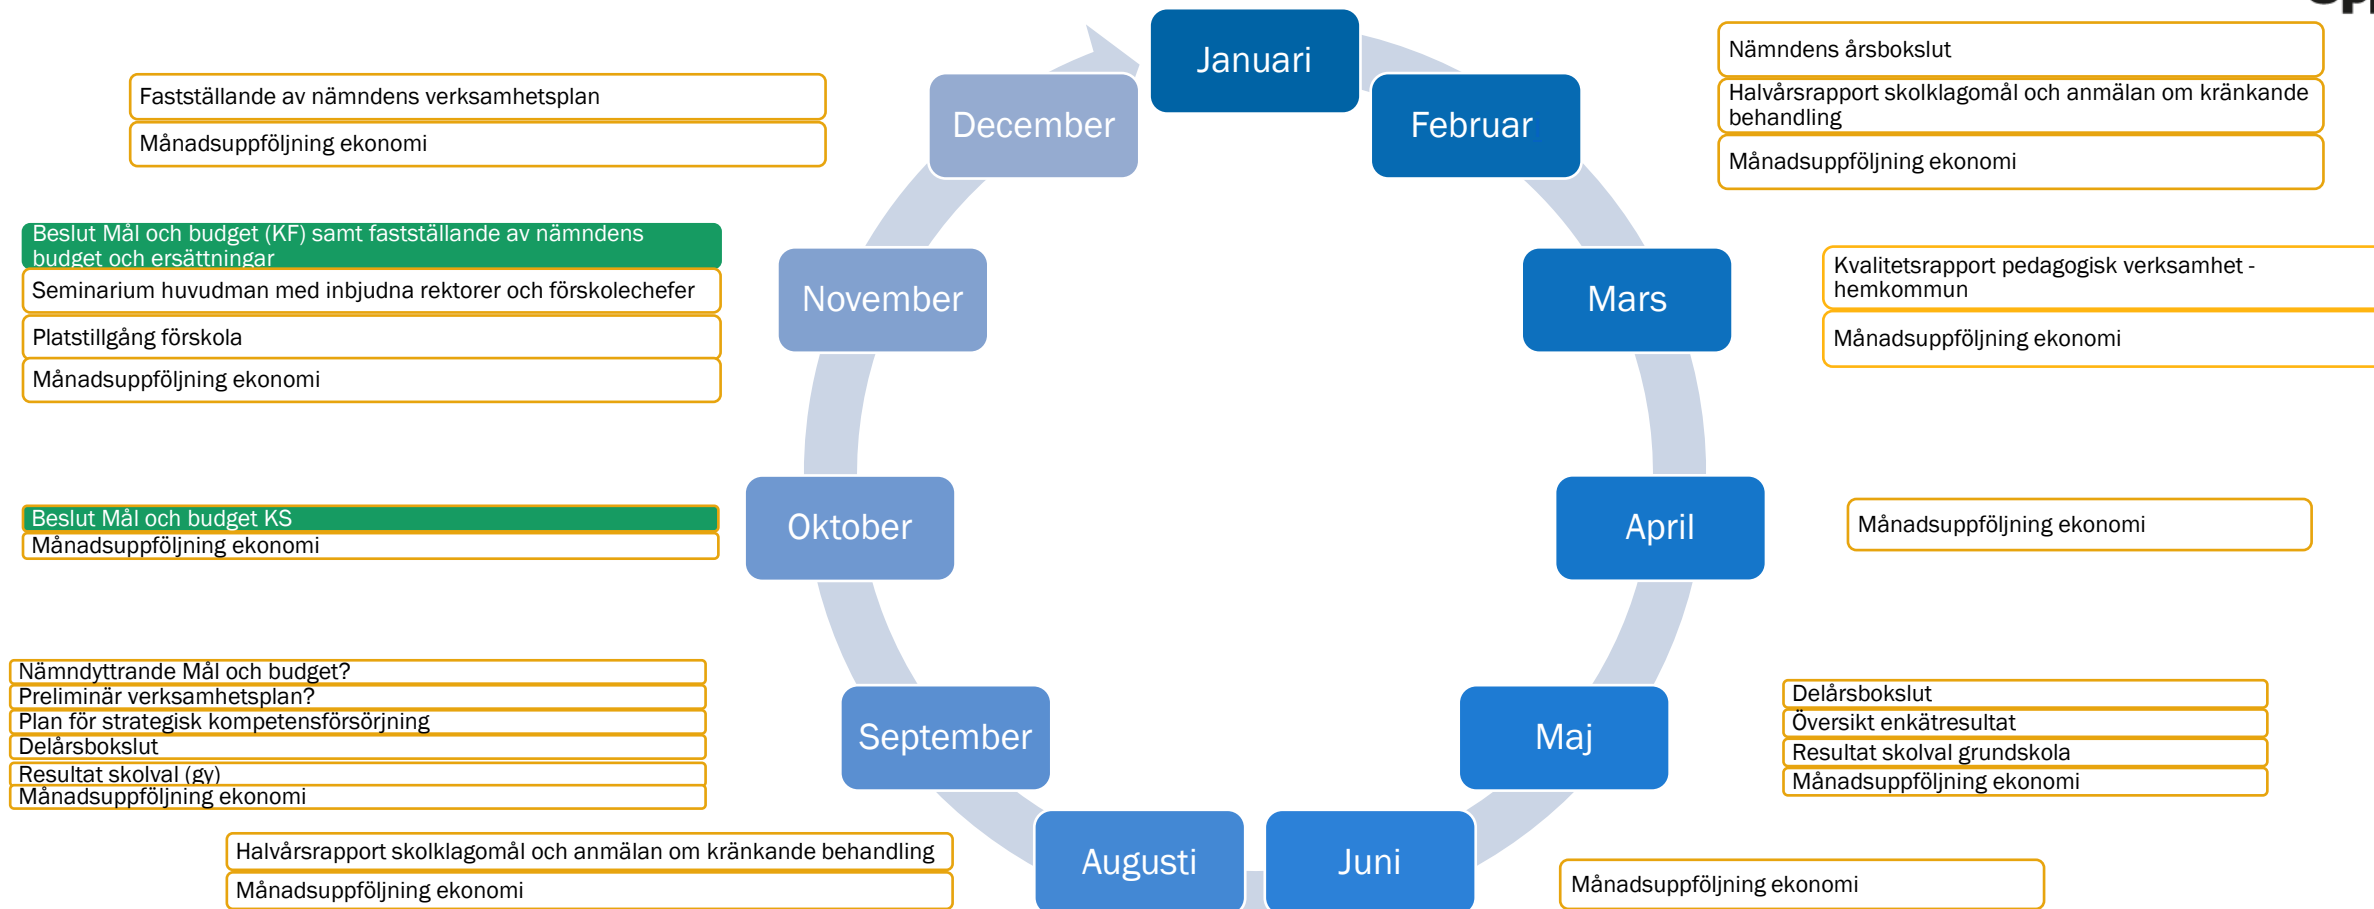 Januari
Februar
Nämndens årsbokslut
Halvårsrapport skolklagomål och anmälan om kränkande
behandling
Månadsuppföljning ekonomi
Mars
Kvalitetsrapport pedagogisk verksamhet -
hemkommun
Månadsuppföljning ekonomi
April
Månadsuppföljning ekonomi
Maj
Delårsbokslut
Översikt enkätresultat
Resultat skolval grundskola
Månadsuppföljning ekonomi
Juni
Månadsuppföljning ekonomi
Augusti
Halvårsrapport skolklagomål och anmälan om kränkande behandling
Månadsuppföljning ekonomi
September
Nämndyttrande Mål och budget?
Preliminär verksamhetsplan?
Plan för strategisk kompetensförsörjning
Delårsbokslut
Resultat skolval (gy)
Månadsuppföljning ekonomi
Oktober
Beslut Mål och budget KS
Månadsuppföljning ekonomi
November
Beslut Mål och budget (KF) samt fastställande av nämndens
budget och ersättningar
Seminarium huvudman med inbjudna rektorer och förskolechefer
Platstillgång förskola
Månadsuppföljning ekonomi
December
Fastställande av nämndens verksamhetsplan
Månadsuppföljning ekonomi